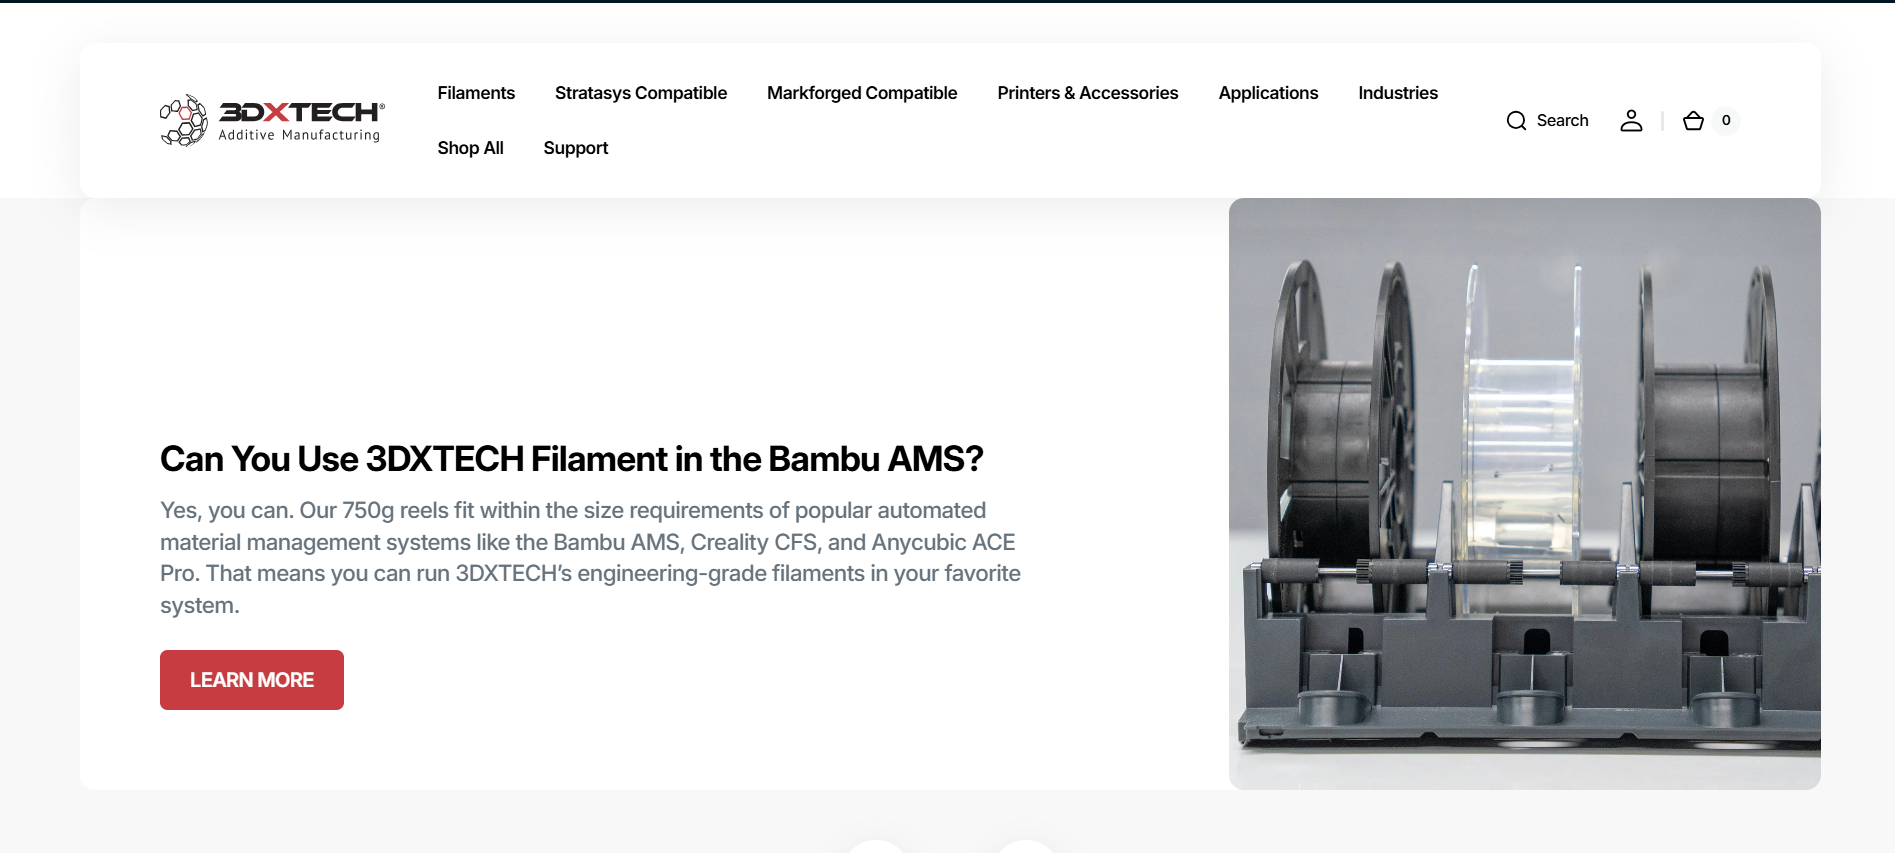 3DXTECH®
Additive Manufacturing
Filaments
Stratasys Compatible
Markforged Compatible
Printers & Accessories
Applications
Industries
Shop All
Support
Search
0
Can You Use 3DXTECH Filament in the Bambu AMS?
Yes, you can. Our 750g reels fit within the size requirements of popular automated
material management systems like the Bambu AMS, Creality CFS, and Anycubic ACE
Pro. That means you can run 3DXTECH’s engineering-grade filaments in your favorite
system.
LEARN MORE